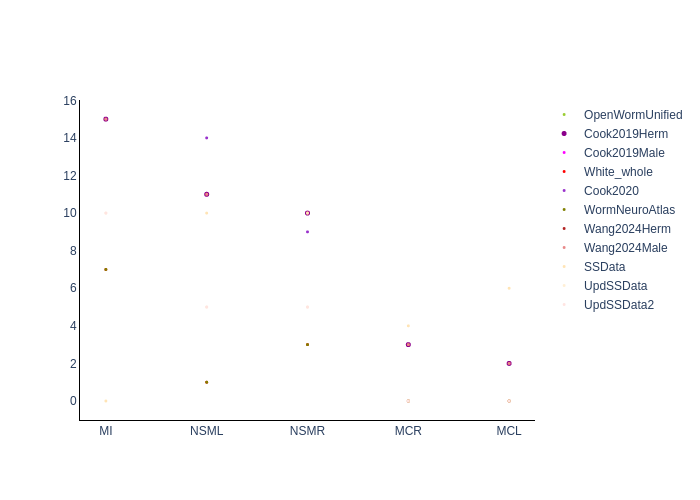 16
14
12
10
8
6
4
2
0
MI
NSML
NSMR
MCR
MCL
OpenWormUnified
Cook2019Herm
Cook2019Male
White_whole
Cook2020
WormNeuroAtlas
Wang2024Herm
Wang2024Male
SSData
UpdSSData
UpdSSData2